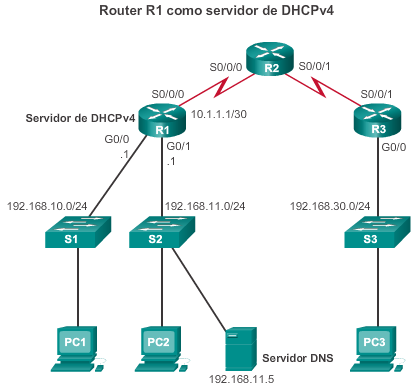 Router R1 como servidor de DHCPv4
R2
S0/0/0
S0/0/1
S0/0/0
S0/0/1
Servidor de DHCPv4
10.1.1.1/30
R1
R3
G0/0
.1
G0/1
.1
G0/0
192.168.10.0/24
192.168.11.0/24
192.168.30.0/24
S1
S2
S3
PC1
PC2
PC3
Servidor DNS
192.168.11.5